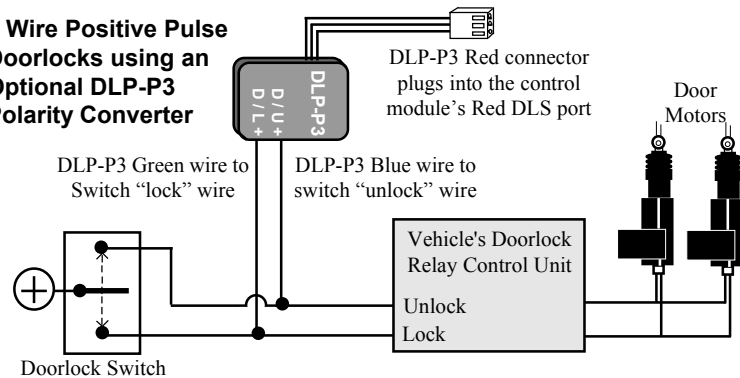 Wire Positive Pulse
Doorlocks using an
Optional DLP-P3
Polarity Converter
DLP-P3
D / U +
D / L +
DLP-P3 Red connector
plugs into the control
module's Red DLS port
Door
Motors
DLP-P3 Green wire to
Switch “lock” wire
DLP-P3 Blue wire to
switch “unlock” wire
Vehicle's Doorlock
Relay Control Unit
Unlock
Lock
Doorlock Switch